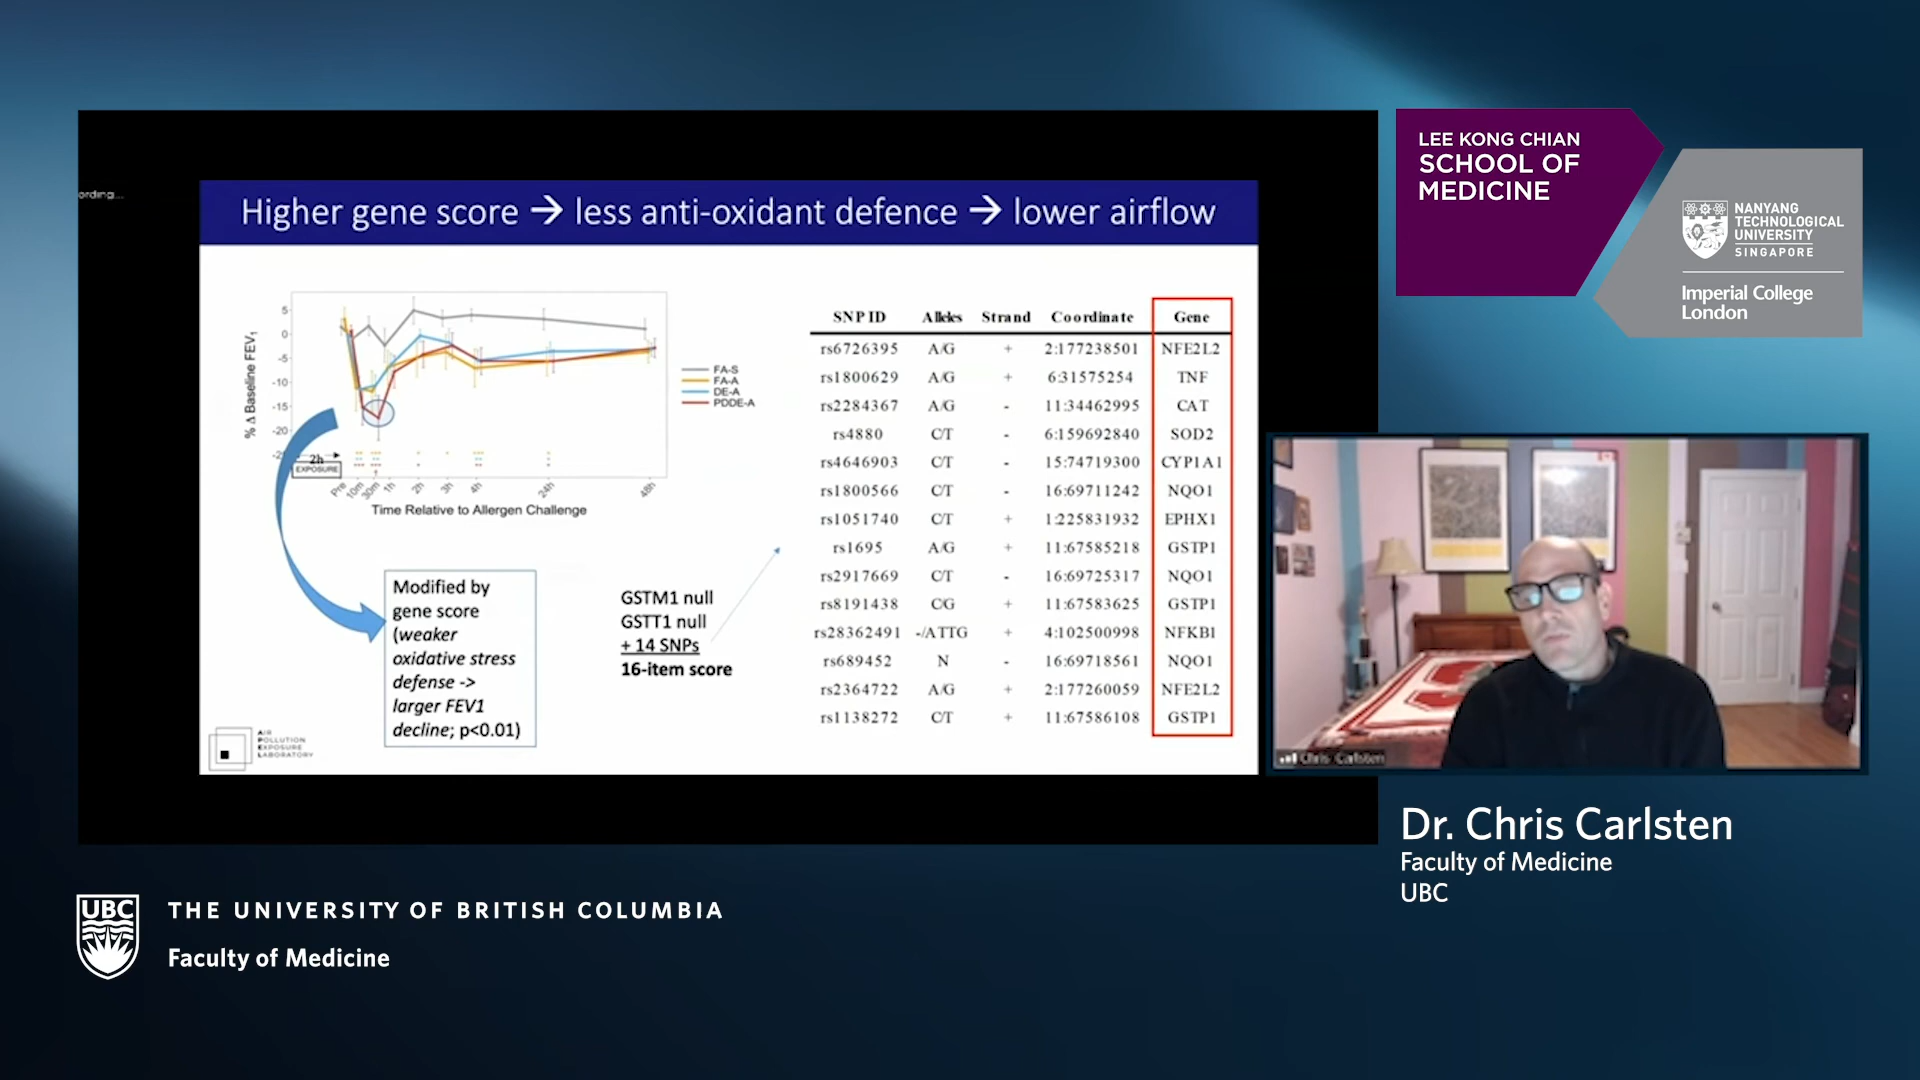 ording...
Higher gene score → less anti-oxidant defence → lower airflow
% Δ Baseline FEV₁
5
0
-5
-10
-15
-20
2h
EXPOSURE
Pre 10m 30m 1h 2h 3h 4h 24h 48h
Time Relative to Allergen Challenge
FA-S
FA-A
DE-A
PDDE-A
Modified by
gene score
(weaker
oxidative stress
defense ->
larger FEV1
decline; p<0.01)
GSTM1 null
GSTT1 null
+ 14 SNPs
16-item score
SNP ID Alleles Strand Coordinate Gene
rs6726395 A/G + 2:177238501 NFE2L2
rs1800629 A/G + 6:31575254 TNF
rs2284367 A/G - 11:34462995 CAT
rs4880 C/T - 6:159692840 SOD2
rs4646903 C/T - 15:74719300 CYP1A1
rs1800566 C/T - 16:69711242 NQO1
rs1051740 C/T + 1:225831932 EPHX1
rs1695 A/G + 11:67585218 GSTP1
rs2917669 C/T - 16:69725317 NQO1
rs8191438 C/G + 11:67583625 GSTP1
rs28362491 -/ATTG + 4:102500998 NFKB1
rs689452 N - 16:69718561 NQO1
rs2364722 A/G + 2:177260059 NFE2L2
rs1138272 C/T + 11:67586108 GSTP1
AIR
POLLUTION
EXPOSURE
LABORATORY
LEE KONG CHIAN
SCHOOL OF
MEDICINE
NANYANG
TECHNOLOGICAL
UNIVERSITY
SINGAPORE
Imperial College
London
Chris Carlsten
Dr. Chris Carlsten
Faculty of Medicine
UBC
UBC
THE UNIVERSITY OF BRITISH COLUMBIA
Faculty of Medicine